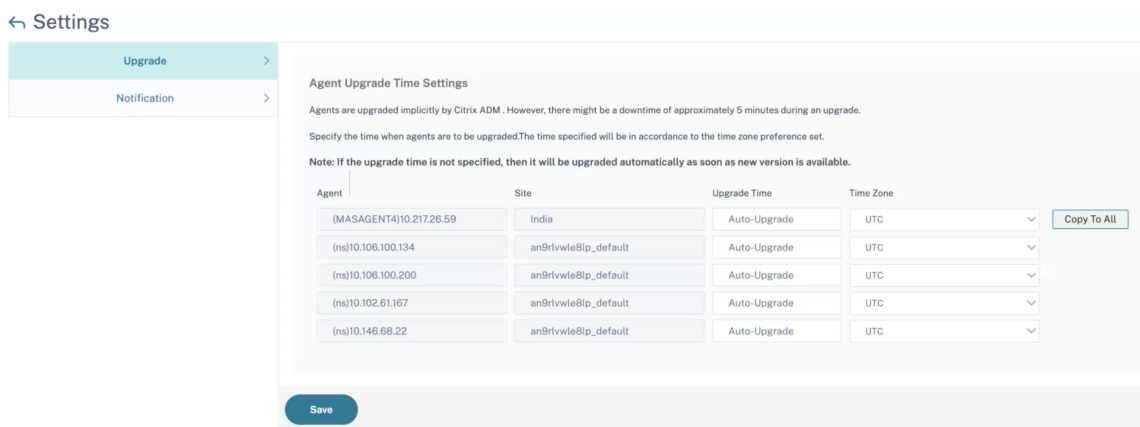 Settings
Upgrade
Notification
Agent Upgrade Time Settings
Agents are upgraded implicitly by Citrix ADM . However, there might be a downtime of approximately 5 minutes during an upgrade.
Specify the time when agents are to be upgraded.The time specified will be in accordance to the time zone preference set.
Note: If the upgrade time is not specified, then it will be upgraded automatically as soon as new version is available.
Agent Site Upgrade Time Time Zone
(MASAGENT4)10.217.26.59 India Auto-Upgrade UTC Copy To All
(ns)10.106.100.134 an9rlvwle8lp_default Auto-Upgrade UTC
(ns)10.106.100.200 an9rlvwle8lp_default Auto-Upgrade UTC
(ns)10.102.61.167 an9rlvwle8lp_default Auto-Upgrade UTC
(ns)10.146.68.22 an9rlvwle8lp_default Auto-Upgrade UTC
Save